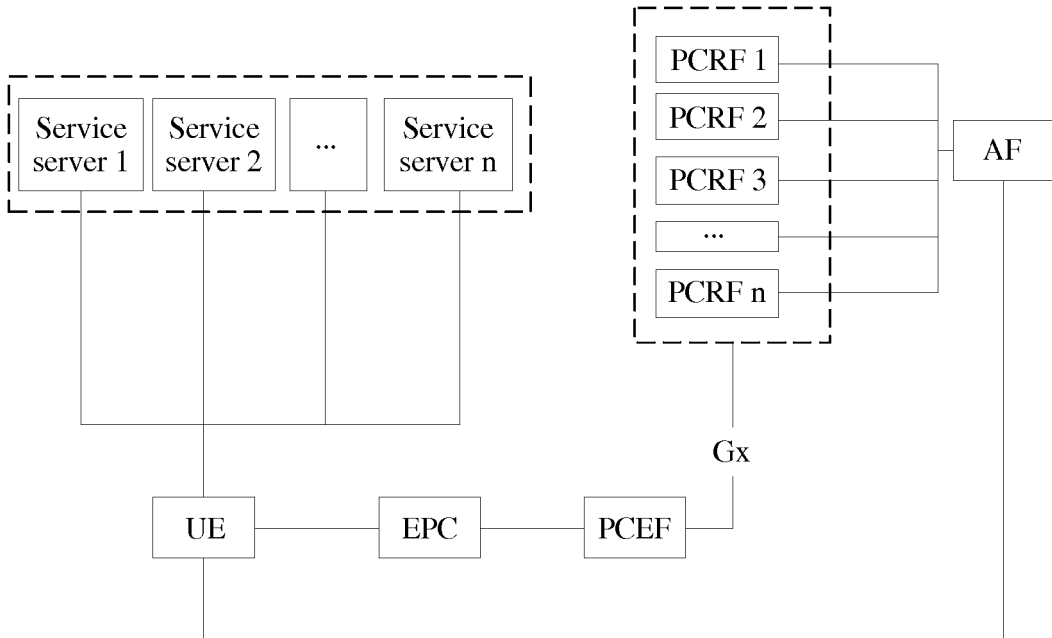 Service
server 1
Service
server 2
...
Service
server n
PCRF 1
PCRF 2
PCRF 3
...
PCRF n
AF
Gx
UE
EPC
PCEF